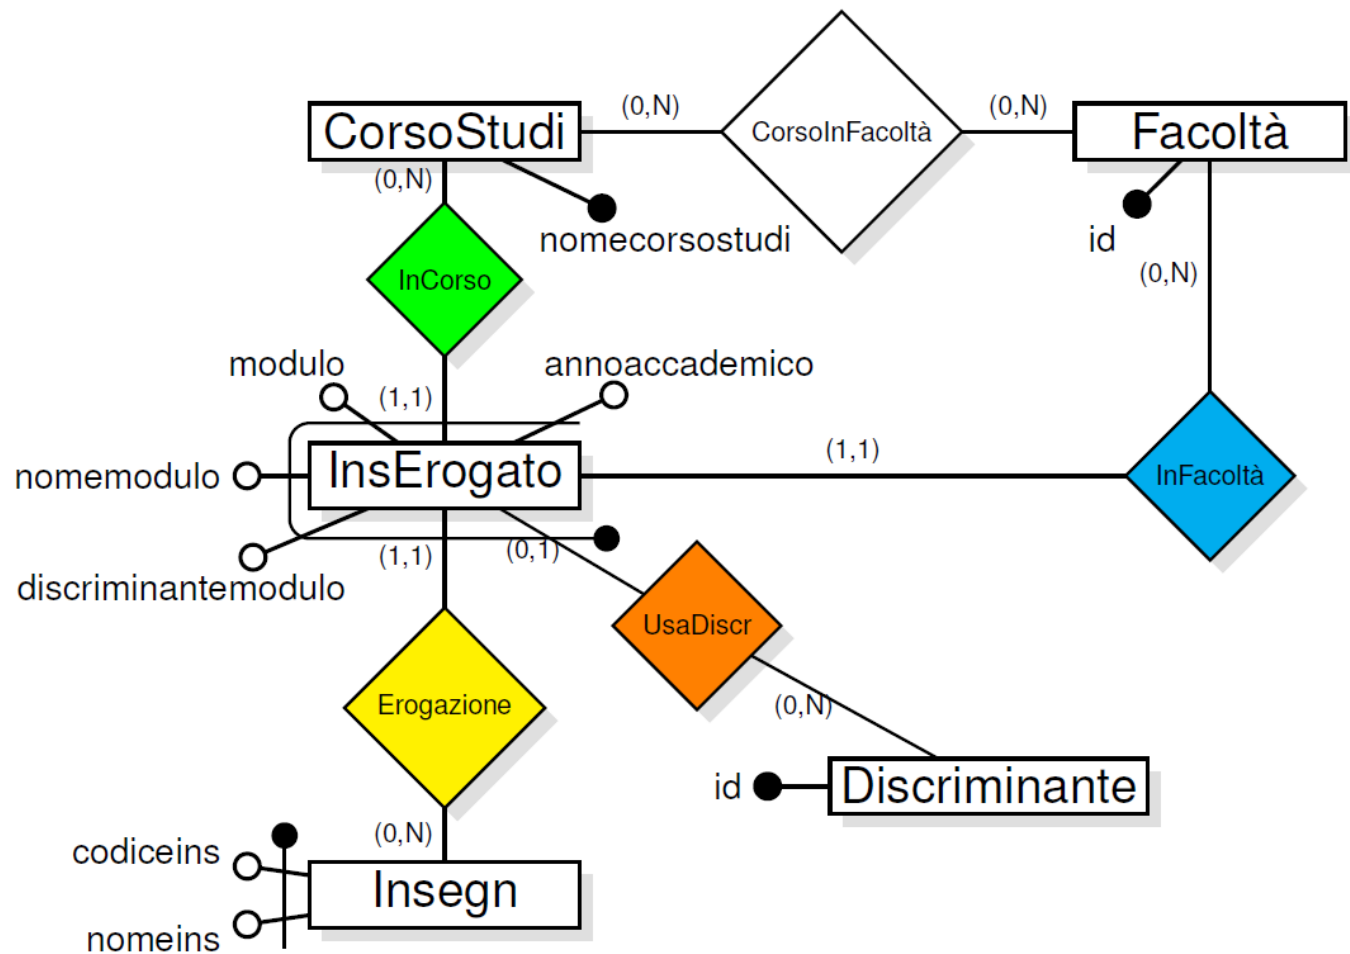 (0,N)
(0,N)
CorsoStudi
CorsoInFacoltà
Facoltà
(0,N)
nomecorsostudi
id
(0,N)
InCorso
modulo
annoaccademico
(1,1)
(1,1)
nomemodulo
InsErogato
InFacoltà
(1,1)
(0,1)
discriminantemodulo
UsaDiscr
Erogazione
(0,N)
id
Discriminante
(0,N)
codiceins
Insegn
nomeins